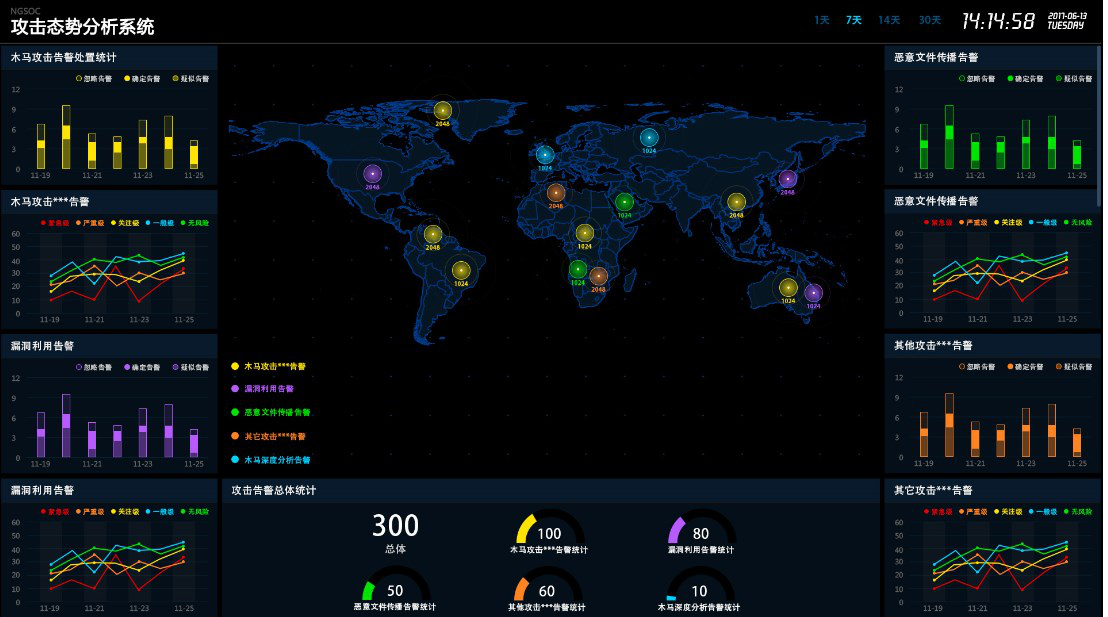 NGSOC
攻击态势分析系统
1天 7天 14天 30天
14:14:58
2017-06-13
TUESDAY
木马攻击告警处置统计
忽略告警 确定告警 疑似告警
12
9
6
3
0
11-19 11-21 11-23 11-25
木马攻击***告警
紧急级 严重级 关注级 一般级 无风险
60
50
40
30
20
10
0
11-19 11-21 11-23 11-25
漏洞利用告警
忽略告警 确定告警 疑似告警
12
9
6
3
0
11-19 11-21 11-23 11-25
漏洞利用告警
紧急级 严重级 关注级 一般级 无风险
60
50
40
30
20
10
0
11-19 11-21 11-23 11-25
2048
1024
1024
2048
2048
2048
1024
2048
2048
1024
2048
1024
1024
2048
1024
1024
木马攻击***告警
漏洞利用告警
恶意文件传播告警
其它攻击***告警
木马深度分析告警
攻击告警总体统计
300
总体
100
木马攻击***告警统计
80
漏洞利用告警统计
50
恶意文件传播告警统计
60
其他攻击***告警统计
10
木马深度分析告警统计
恶意文件传播告警
忽略告警 确定告警 疑似告警
12
9
6
3
0
11-19 11-21 11-23 11-25
恶意文件传播告警
紧急级 严重级 关注级 一般级 无风险
60
50
40
30
20
10
0
11-19 11-21 11-23 11-25
其他攻击***告警
忽略告警 确定告警 疑似告警
12
9
6
3
0
11-19 11-21 11-23 11-25
其它攻击***告警
紧急级 严重级 关注级 一般级 无风险
60
50
40
30
20
10
0
11-19 11-21 11-23 11-25